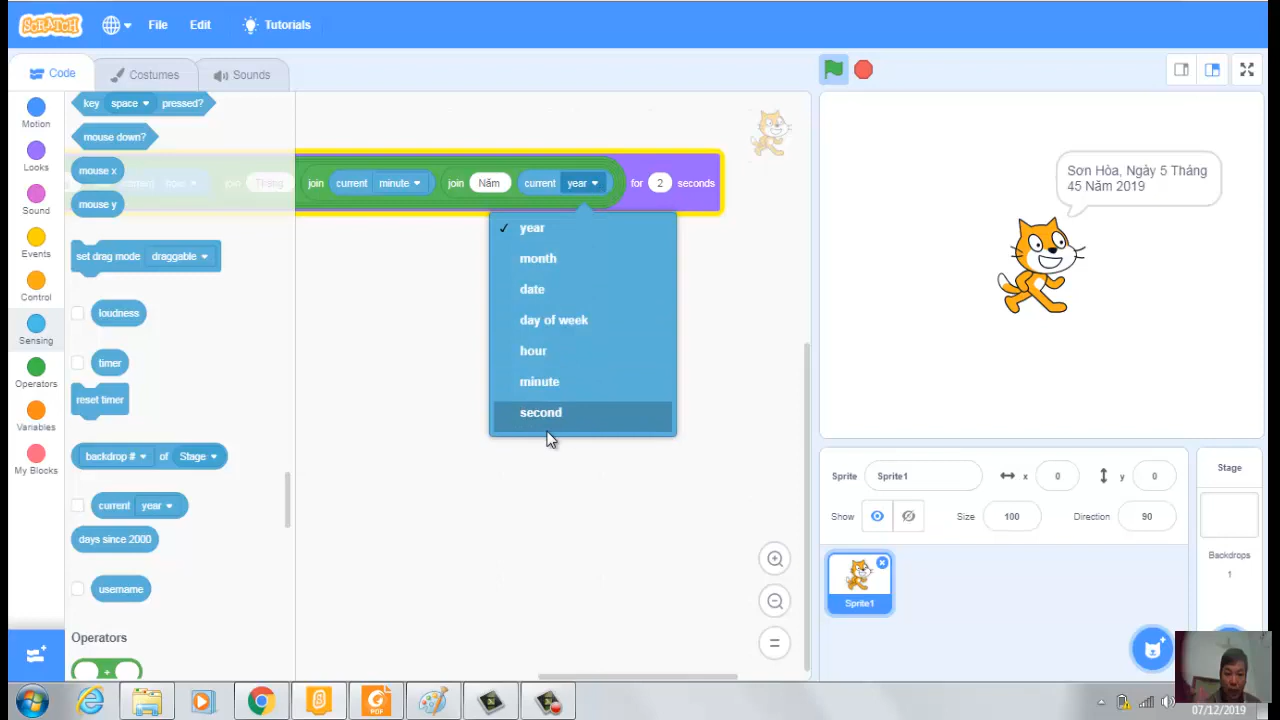 SCRATCH
File
Edit
Tutorials
Code
Costumes
Sounds
Motion
Looks
Sound
Events
Control
Sensing
Operators
Variables
My Blocks
key space pressed?
mouse down?
mouse x
mouse y
set drag mode draggable
loudness
timer
reset timer
backdrop # of Stage
current year
days since 2000
username
Operators
+
join Tháng join current minute join Năm current year for 2 seconds
year
month
date
day of week
hour
minute
second
Sơn Hòa, Ngày 5 Tháng
45 Năm 2019
Sprite Sprite1 x 0 y 0
Show Size 100 Direction 90
Sprite1
Stage
Backdrops
1
07/12/2019